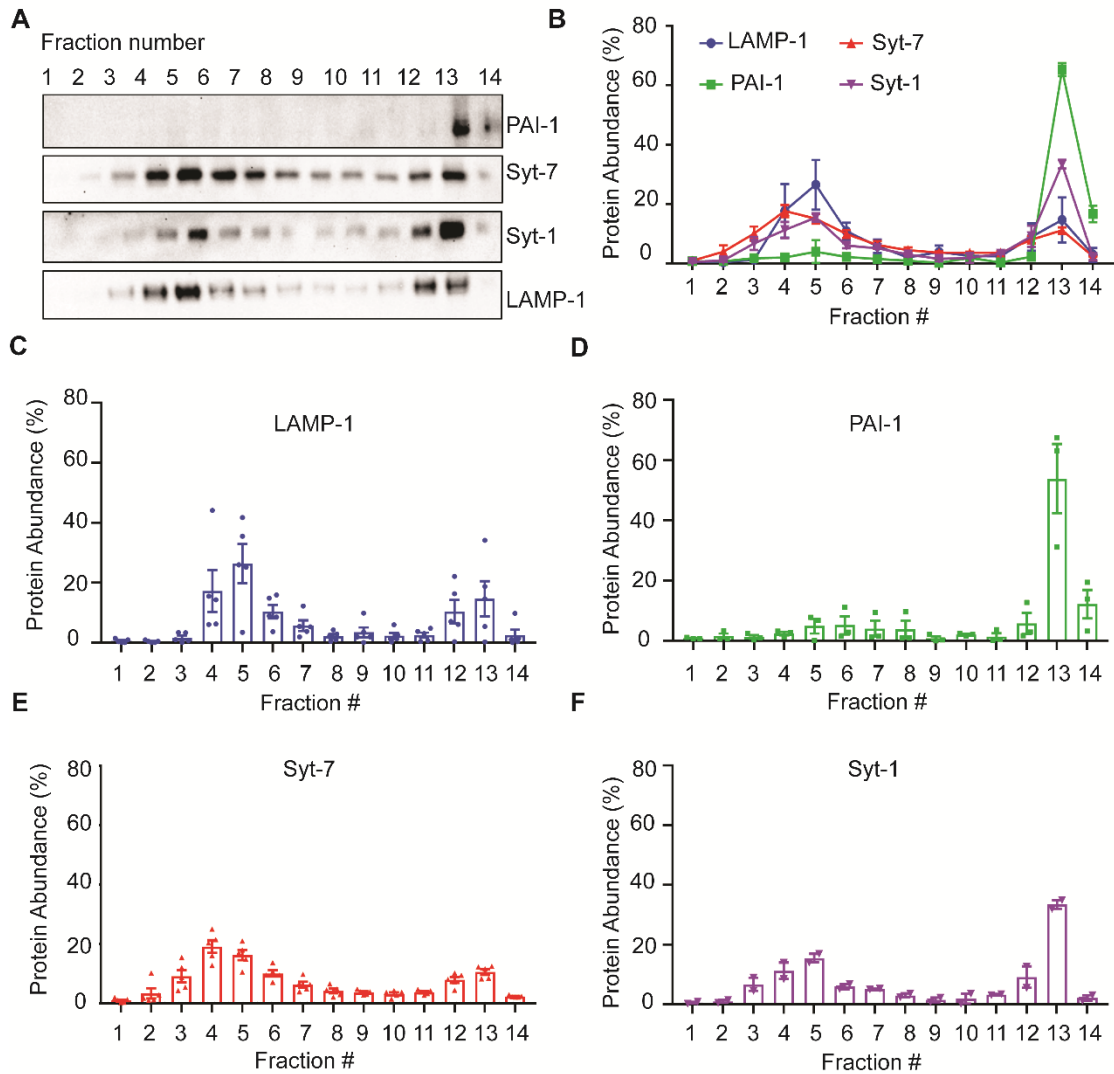 A
Fraction number
1 2 3 4 5 6 7 8 9 10 11 12 13 14
PAI-1
Syt-7
Syt-1
LAMP-1
B
LAMP-1 Syt-7
PAI-1 Syt-1
Protein Abundance (%)
80
60
40
20
0
1 2 3 4 5 6 7 8 9 10 11 12 13 14
Fraction #
C
LAMP-1
Protein Abundance (%)
80
60
40
20
0
1 2 3 4 5 6 7 8 9 10 11 12 13 14
Fraction #
D
PAI-1
Protein Abundance (%)
80
60
40
20
0
1 2 3 4 5 6 7 8 9 10 11 12 13 14
Fraction #
E
Syt-7
Protein Abundance (%)
80
60
40
20
0
1 2 3 4 5 6 7 8 9 10 11 12 13 14
Fraction #
F
Syt-1
Protein Abundance (%)
80
60
40
20
0
1 2 3 4 5 6 7 8 9 10 11 12 13 14
Fraction #